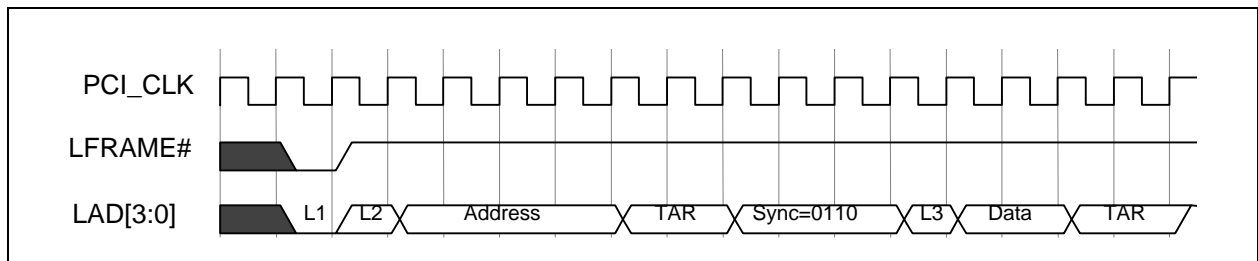 PCI_CLK
LFRAME#
LAD[3:0] L1 L2 Address TAR Sync=0110 L3 Data TAR